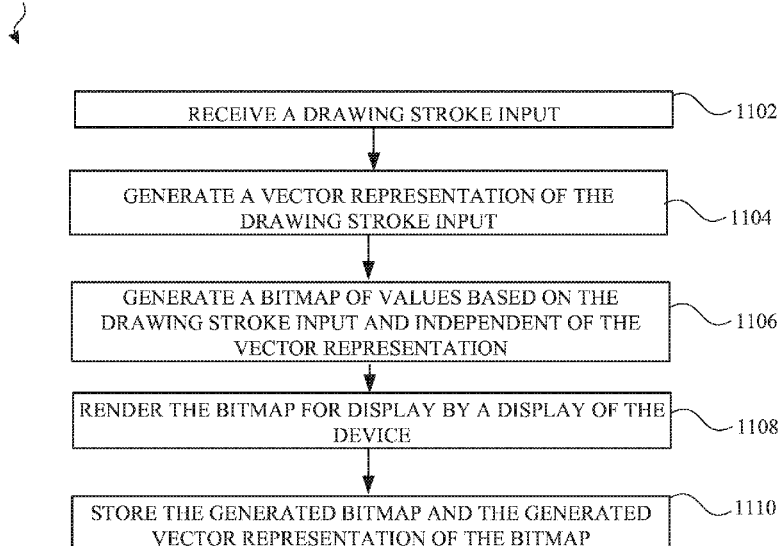 RECEIVE A DRAWING STROKE INPUT
1102
GENERATE A VECTOR REPRESENTATION OF THE
DRAWING STROKE INPUT
1104
GENERATE A BITMAP OF VALUES BASED ON THE
DRAWING STROKE INPUT AND INDEPENDENT OF THE
VECTOR REPRESENTATION
1106
RENDER THE BITMAP FOR DISPLAY BY A DISPLAY OF THE
DEVICE
1108
STORE THE GENERATED BITMAP AND THE GENERATED
VECTOR REPRESENTATION OF THE BITMAP
1110